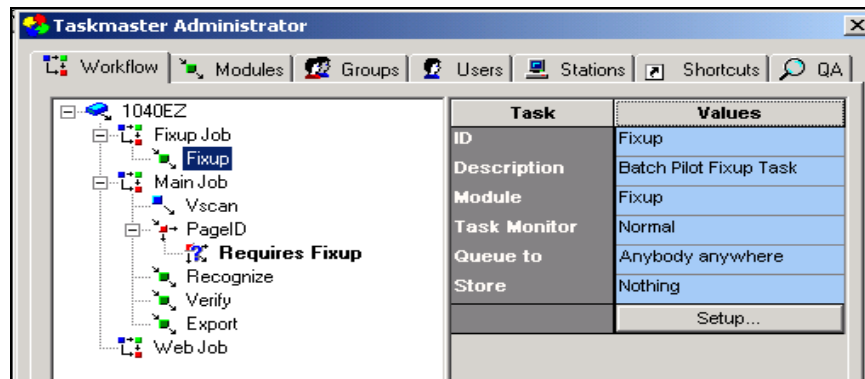 Taskmaster Administrator
Workflow Modules Groups Users Stations Shortcuts QA
1040EZ
Fixup Job
Fixup
Main Job
Vscan
PageID
Requires Fixup
Recognize
Verify
Export
Web Job
Task Values
ID Fixup
Description Batch Pilot Fixup Task
Module Fixup
Task Monitor Normal
Queue to Anybody anywhere
Store Nothing
Setup...